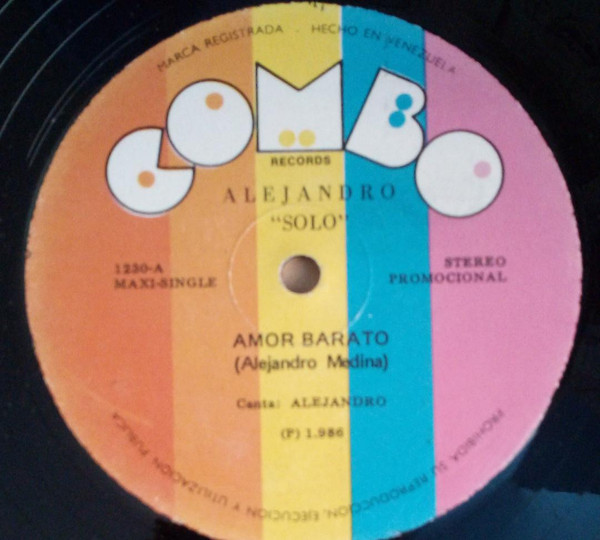 MARCA REGISTRADA - HECHO EN VENEZUELA
COMBO
RECORDS
ALEJANDRO
"SOLO"
1230-A
MAXI-SINGLE
STEREO
PROMOCIONAL
AMOR BARATO
(Alejandro Medina)
Canta: ALEJANDRO
(P) 1.986
PROHIBIDA SU REPRODUCCION, EJECUCION Y UTILIZACION PUBLICA